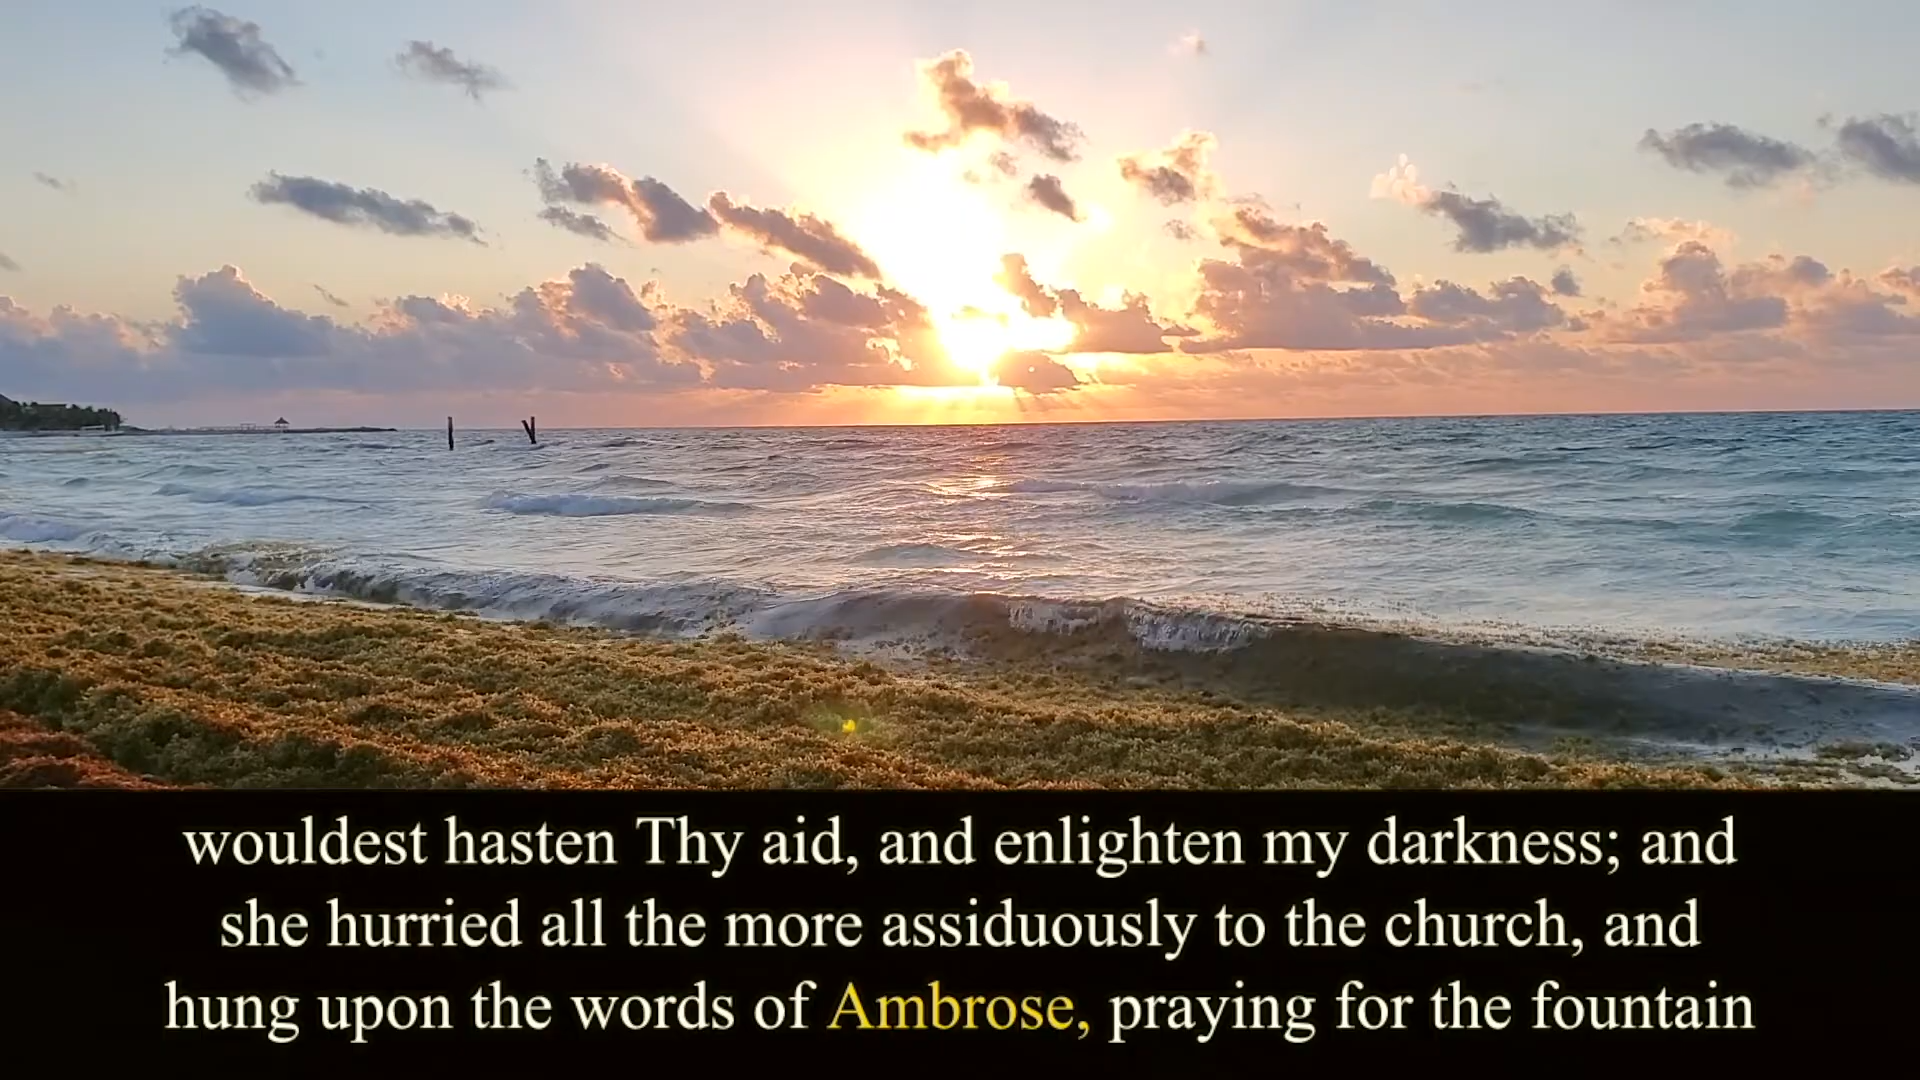 wouldest hasten Thy aid, and enlighten my darkness; and
she hurried all the more assiduously to the church, and
hung upon the words of Ambrose, praying for the fountain